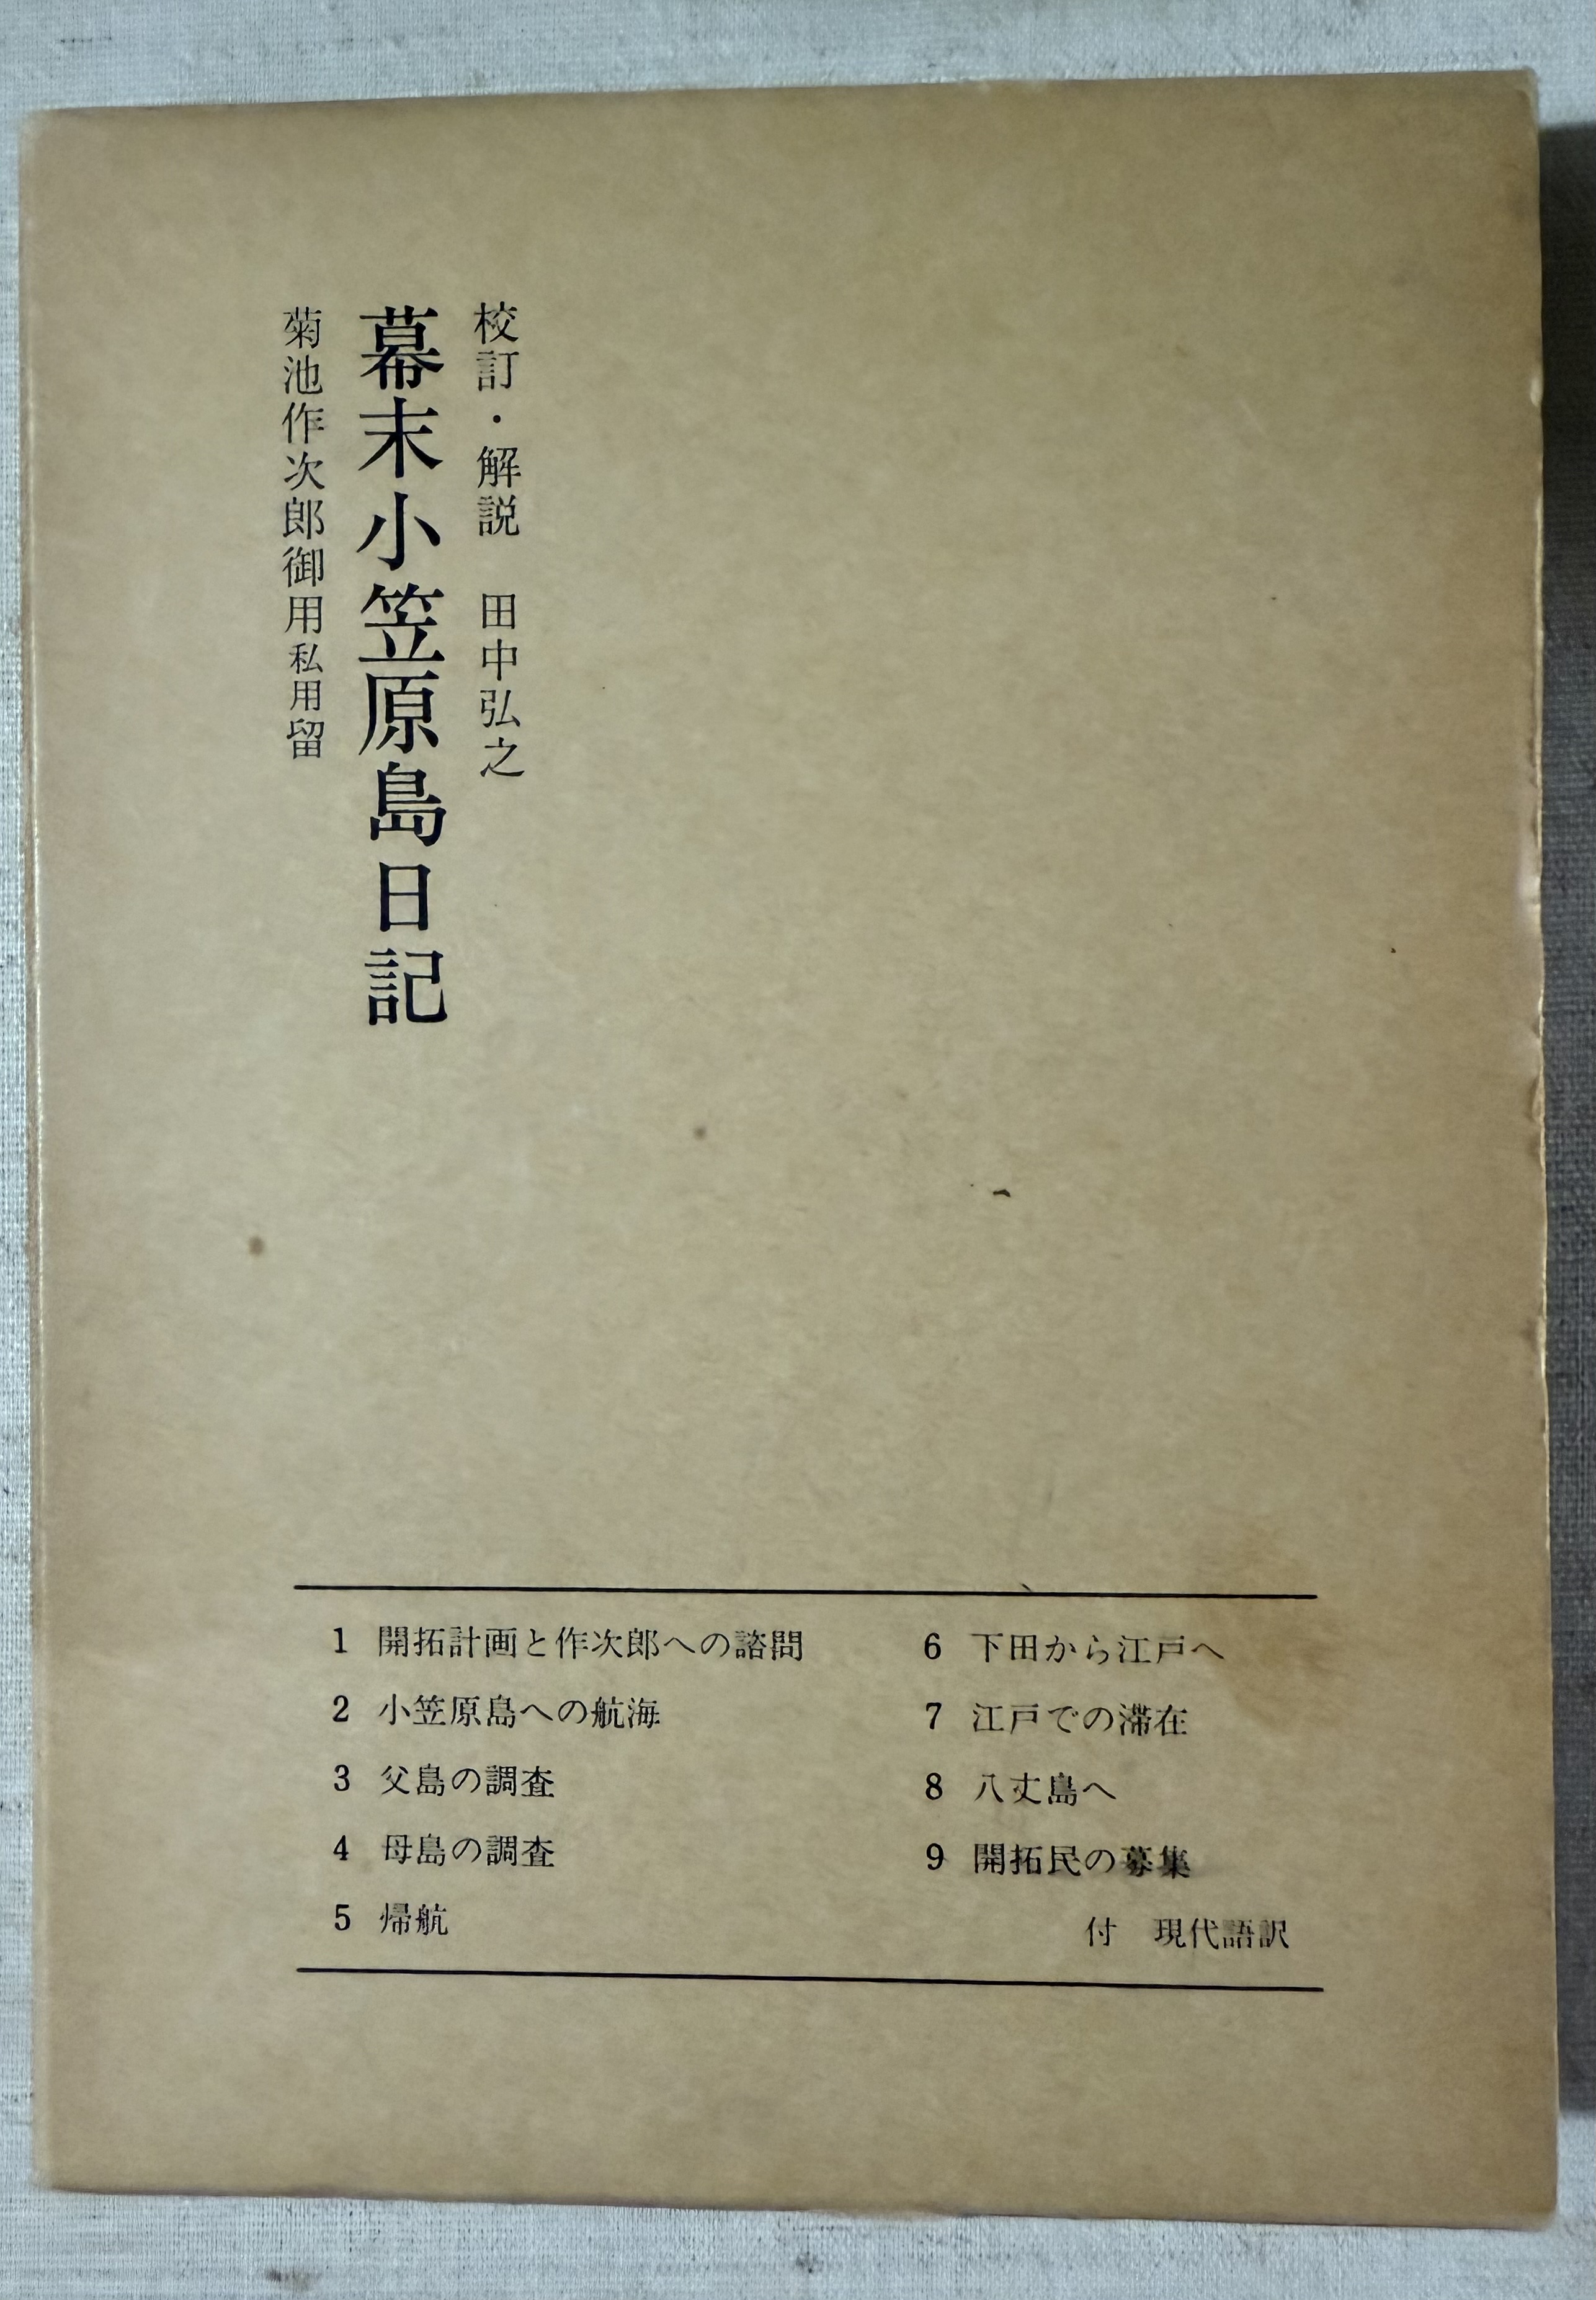 校訂・解説　田中弘之
幕末小笠原島日記
菊池作次郎御用私用留
1 開拓計画と作次郎への諮問
2 小笠原島への航海
3 父島の調査
4 母島の調査
5 帰航
6 下田から江戸へ
7 江戸での滞在
8 八丈島へ
9 開拓民の募集
付　現代語訳